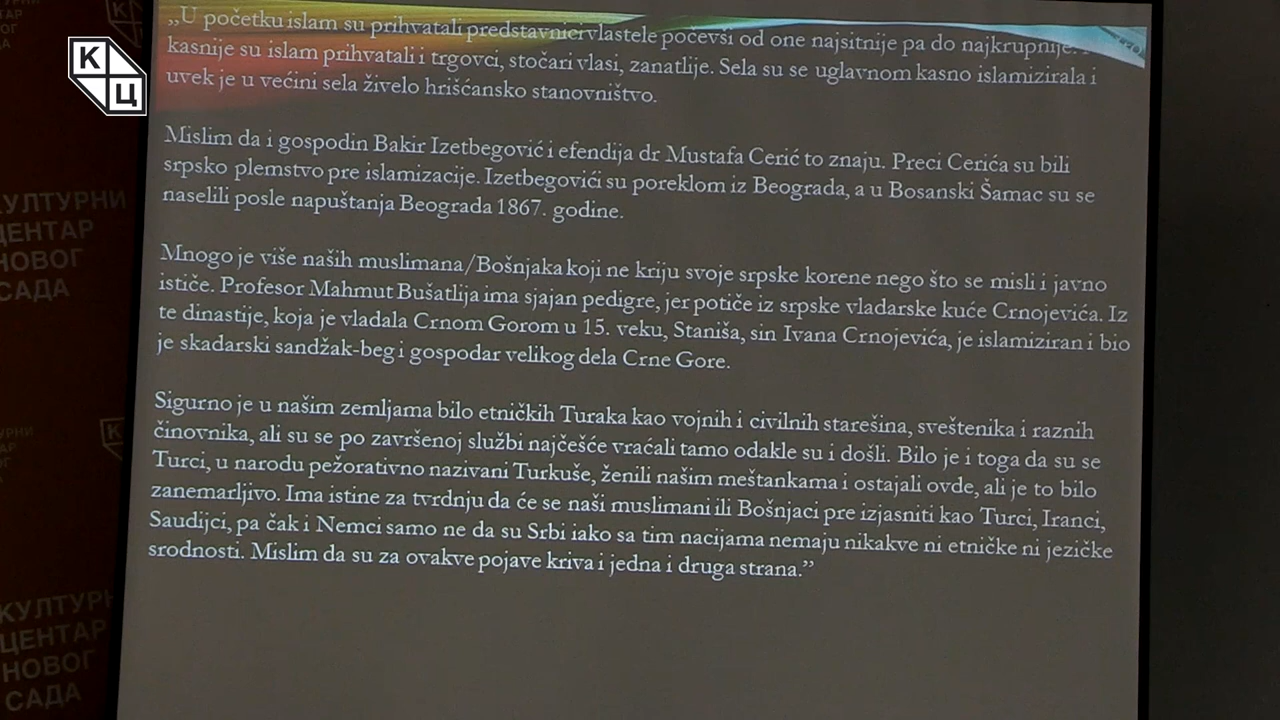 К
Ц
„U početku islam su prihvatali predstavnici vlastele počevši od one najsitnije pa do najkrupnije.
kasnije su islam prihvatali i trgovci, stočari vlasi, zanatlije. Sela su se uglavnom kasno islamizirala i
uvek je u većini sela živelo hrišćansko stanovništvo.
Mislim da i gospodin Bakir Izetbegović i efendija dr Mustafa Cerić to znaju. Preci Cerića su bili
srpsko plemstvo pre islamizacije. Izetbegovići su poreklom iz Beograda, a u Bosanski Šamac su se
naselili posle napuštanja Beograda 1867. godine.
Mnogo je više naših muslimana/Bošnjaka koji ne kriju svoje srpske korene nego što se misli i javno
ističe. Profesor Mahmut Bušatlija ima sjajan pedigre, jer potiče iz srpske vladarske kuće Crnojevića. Iz
te dinastije, koja je vladala Crnom Gorom u 15. veku, Staniša, sin Ivana Crnojevića, je islamiziran i bio
je skadarski sandžak-beg i gospodar velikog dela Crne Gore.
Sigurno je u našim zemljama bilo etničkih Turaka kao vojnih i civilnih starešina, sveštenika i raznih
činovnika, ali su se po završenoj službi najčešće vraćali tamo odakle su i došli. Bilo je i toga da su se
Turci, u narodu pežorativno nazivani Turkuše, ženili našim meštankama i ostajali ovde, ali je to bilo
zanemarljivo. Ima istine za tvrdnju da će se naši muslimani ili Bošnjaci pre izjasniti kao Turci, Iranci,
Saudijci, pa čak i Nemci samo ne da su Srbi iako sa tim nacijama nemaju nikakve ni etničke ni jezičke
srodnosti. Mislim da su za ovakve pojave kriva i jedna i druga strana.”
КУЛТУРНИ
ЦЕНТАР
НОВОГ
САДА
КУЛТУРН
ЦЕНТАР
НОВОГ
САДА